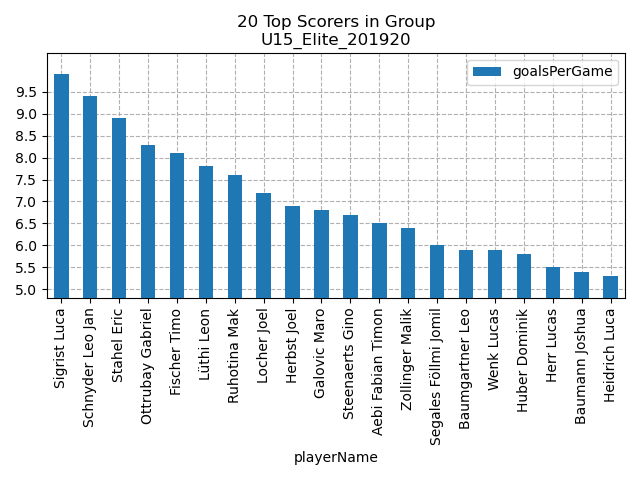 20 Top Scorers in Group
U15_Elite_201920
goalsPerGame
9.5
9.0
8.5
8.0
7.5
7.0
6.5
6.0
5.5
5.0
Sigrist Luca
Schnyder Leo Jan
Stahel Eric
Ottrubay Gabriel
Fischer Timo
Lüthi Leon
Ruhotina Mak
Locher Joel
Herbst Joel
Galovic Maro
Steenaerts Gino
Aebi Fabian Timon
Zollinger Malik
Segales Föllmi Jomil
Baumgartner Leo
Wenk Lucas
Huber Dominik
Herr Lucas
Baumann Joshua
Heidrich Luca
playerName